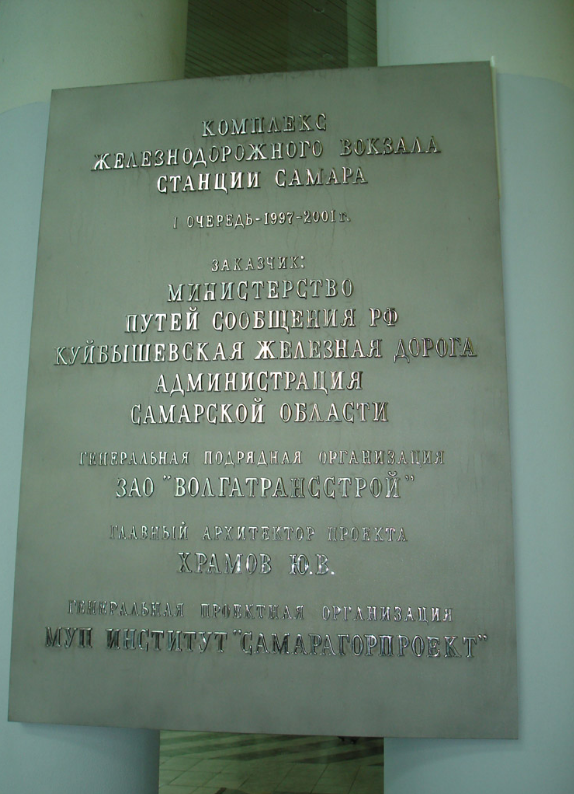 КОМПЛЕКС
ЖЕЛЕЗНОДОРОЖНОГО ВОКЗАЛА
СТАНЦИИ САМАРА
I ОЧЕРЕДЬ-1997-2001 г.
ЗАКАЗЧИК:
МИНИСТЕРСТВО
ПУТЕЙ СООБЩЕНИЯ РФ
КУЙБЫШЕВСКАЯ ЖЕЛЕЗНАЯ ДОРОГА
АДМИНИСТРАЦИЯ
САМАРСКОЙ ОБЛАСТИ
ГЕНЕРАЛЬНАЯ ПОДРЯДНАЯ ОРГАНИЗАЦИЯ
ЗАО "ВОЛГАТРАНССТРОЙ"
ГЛАВНЫЙ АРХИТЕКТОР ПРОЕКТА
ХРАМОВ Ю.В.
ГЕНЕРАЛЬНАЯ ПРОЕКТНАЯ ОРГАНИЗАЦИЯ
МУП ИНСТИТУТ "САМАРАГОРПРОЕКТ"